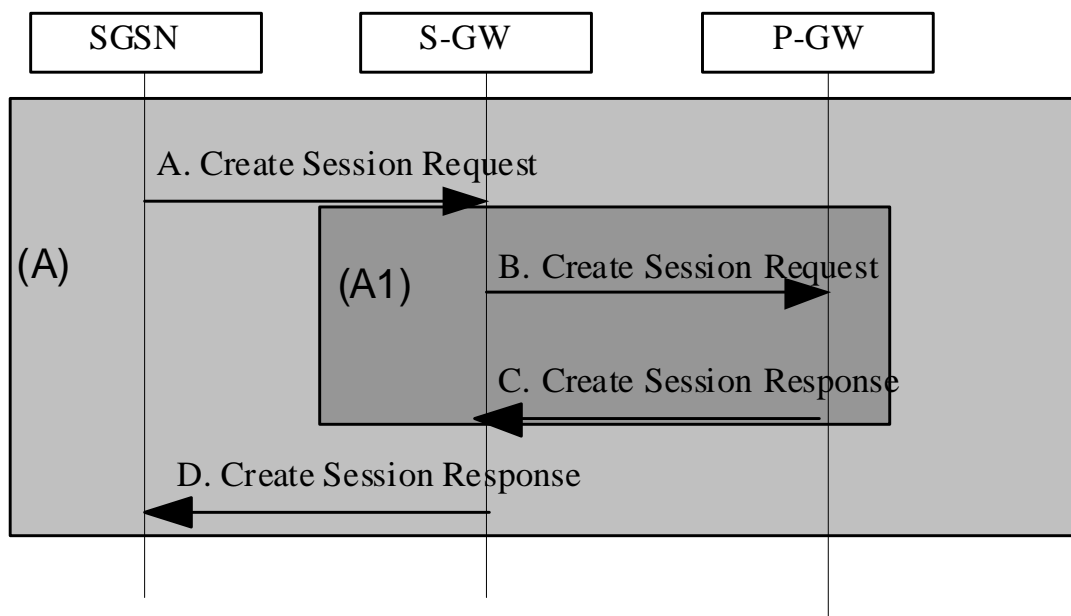 SGSN
S-GW
P-GW
A. Create Session Request
(A)
(A1)
B. Create Session Request
C. Create Session Response
D. Create Session Response